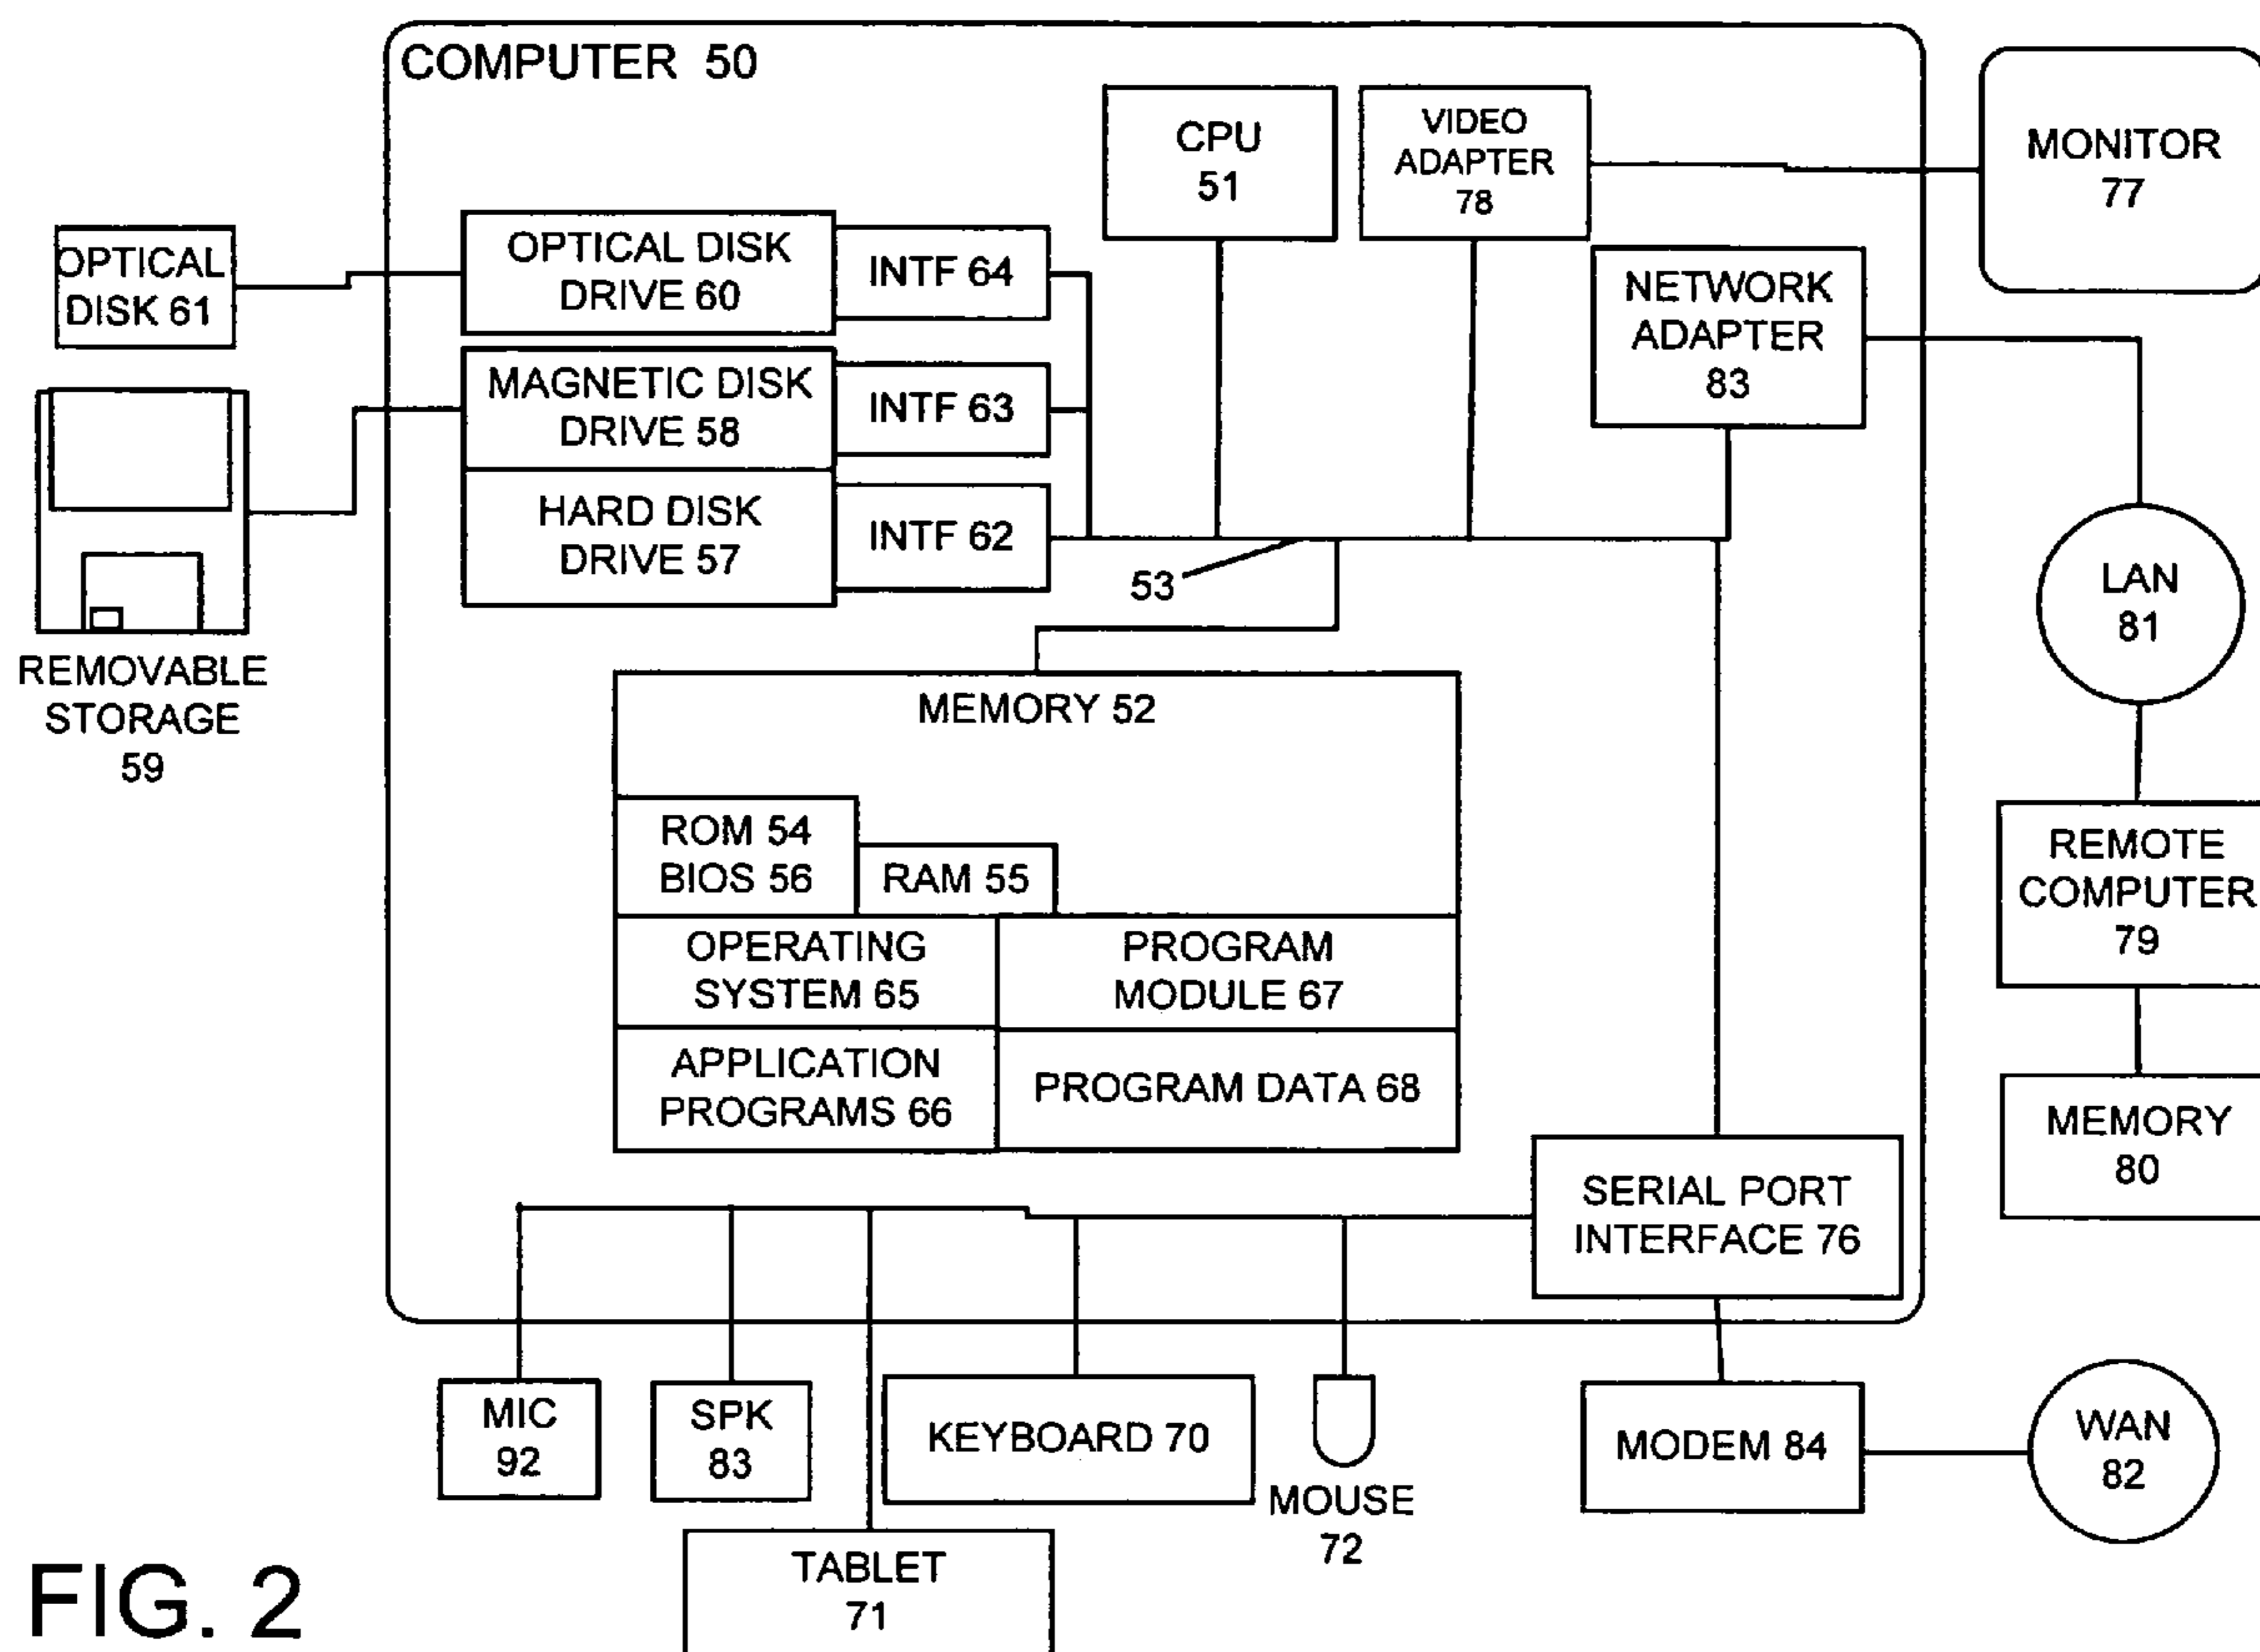 COMPUTER 50
CPU
51
VIDEO
ADAPTER
78
MONITOR
77
OPTICAL
DISK 61
OPTICAL DISK
DRIVE 60
INTF 64
NETWORK
ADAPTER
83
MAGNETIC DISK
DRIVE 58
INTF 63
HARD DISK
DRIVE 57
INTF 62
53
LAN
81
REMOVABLE
STORAGE
59
MEMORY 52
ROM 54
BIOS 56
RAM 55
REMOTE
COMPUTER
79
OPERATING
SYSTEM 65
PROGRAM
MODULE 67
APPLICATION
PROGRAMS 66
PROGRAM DATA 68
MEMORY
80
SERIAL PORT
INTERFACE 76
MIC
92
SPK
83
KEYBOARD 70
MOUSE
72
MODEM 84
WAN
82
TABLET
71
FIG. 2